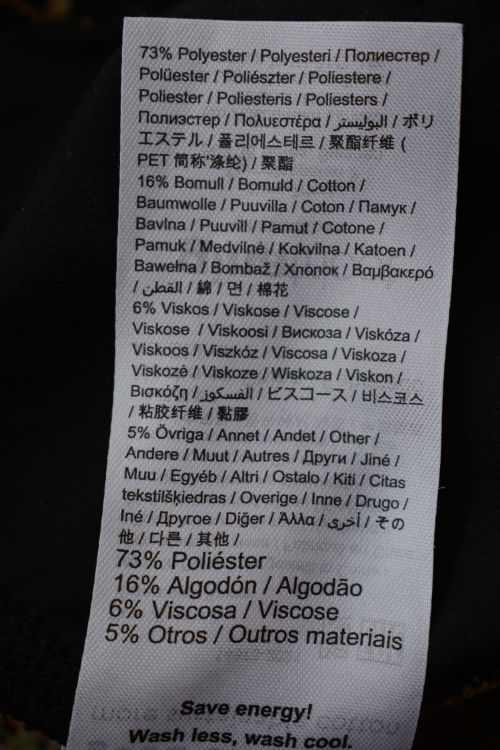 73% Polyester / Polyesteri / Полиестер /
Polüester / Poliészter / Poliestere /
Poliester / Poliesteris / Poliesters /
Полиэстер / Πολυεστέρα / البوليستر / ポリ
エステル / 폴리에스테르 / 聚酯纤维 (
PET 简称'涤纶) / 聚酯
16% Bomull / Bomuld / Cotton /
Baumwolle / Puuvilla / Coton / Памук /
Bavlna / Puuvill / Pamut / Cotone /
Pamuk / Medvilnė / Kokvilna / Katoen /
Bawełna / Bombaž / Хлопок / Βαμβακερό
/ القطن / 綿 / 면 / 棉花
6% Viskos / Viskose / Viscose /
Viskose / Viskoosi / Вискоза / Viskóza /
Viskoos / Viszkóz / Viscosa / Viskoza /
Viskozė / Viskoze / Wiskoza / Viskon /
Βισκόζη / الفسكوز / ビスコース / 비스코스
/ 粘胶纤维 / 黏膠
5% Övriga / Annet / Andet / Other /
Andere / Muut / Autres / Други / Jiné /
Muu / Egyéb / Altri / Ostalo / Kiti / Citas
tekstilšķiedras / Overige / Inne / Drugo /
Iné / Другое / Diğer / Άλλα / أخرى / その
他 / 다른 / 其他 /
73% Poliéster
16% Algodón / Algodão
6% Viscosa / Viscose
5% Otros / Outros materiais
Save energy!
Wash less, wash cool.